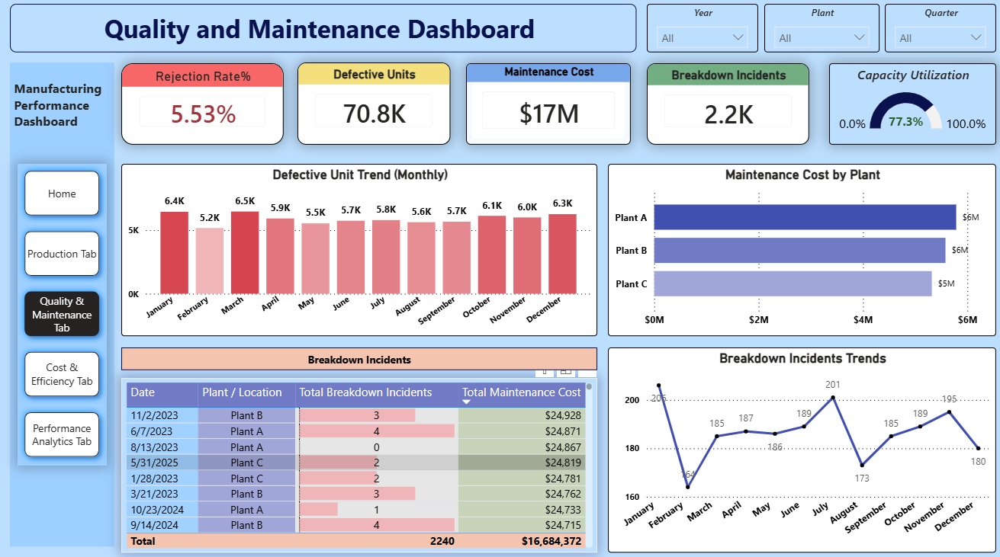 Quality and Maintenance Dashboard
Year
All
Plant
All
Quarter
All
Manufacturing
Performance
Dashboard
Home
Production Tab
Quality &
Maintenance
Tab
Cost &
Efficiency Tab
Performance
Analytics Tab
Rejection Rate%
5.53%
Defective Units
70.8K
Maintenance Cost
$17M
Breakdown Incidents
2.2K
Capacity Utilization
0.0%
77.3%
100.0%
Defective Unit Trend (Monthly)
6.4K 5.2K 6.5K 5.9K 5.5K 5.7K 5.8K 5.6K 5.7K 6.1K 6.0K 6.3K
5K
0K
January February March April May June July August September October November December
Maintenance Cost by Plant
Plant A $6M
Plant B $6M
Plant C $5M
$0M $2M $4M $6M
Breakdown Incidents
Date Plant / Location Total Breakdown Incidents Total Maintenance Cost
11/2/2023 Plant B 3 $24,928
6/7/2023 Plant A 4 $24,871
8/13/2023 Plant A 0 $24,867
5/31/2025 Plant C 2 $24,819
1/28/2023 Plant C 2 $24,781
3/21/2023 Plant B 3 $24,762
10/23/2024 Plant A 1 $24,733
9/14/2024 Plant B 4 $24,715
Total 2240 $16,684,372
Breakdown Incidents Trends
200
180
160
206 164 185 187 186 189 201 173 185 189 195 180
January February March April May June July August September October November December